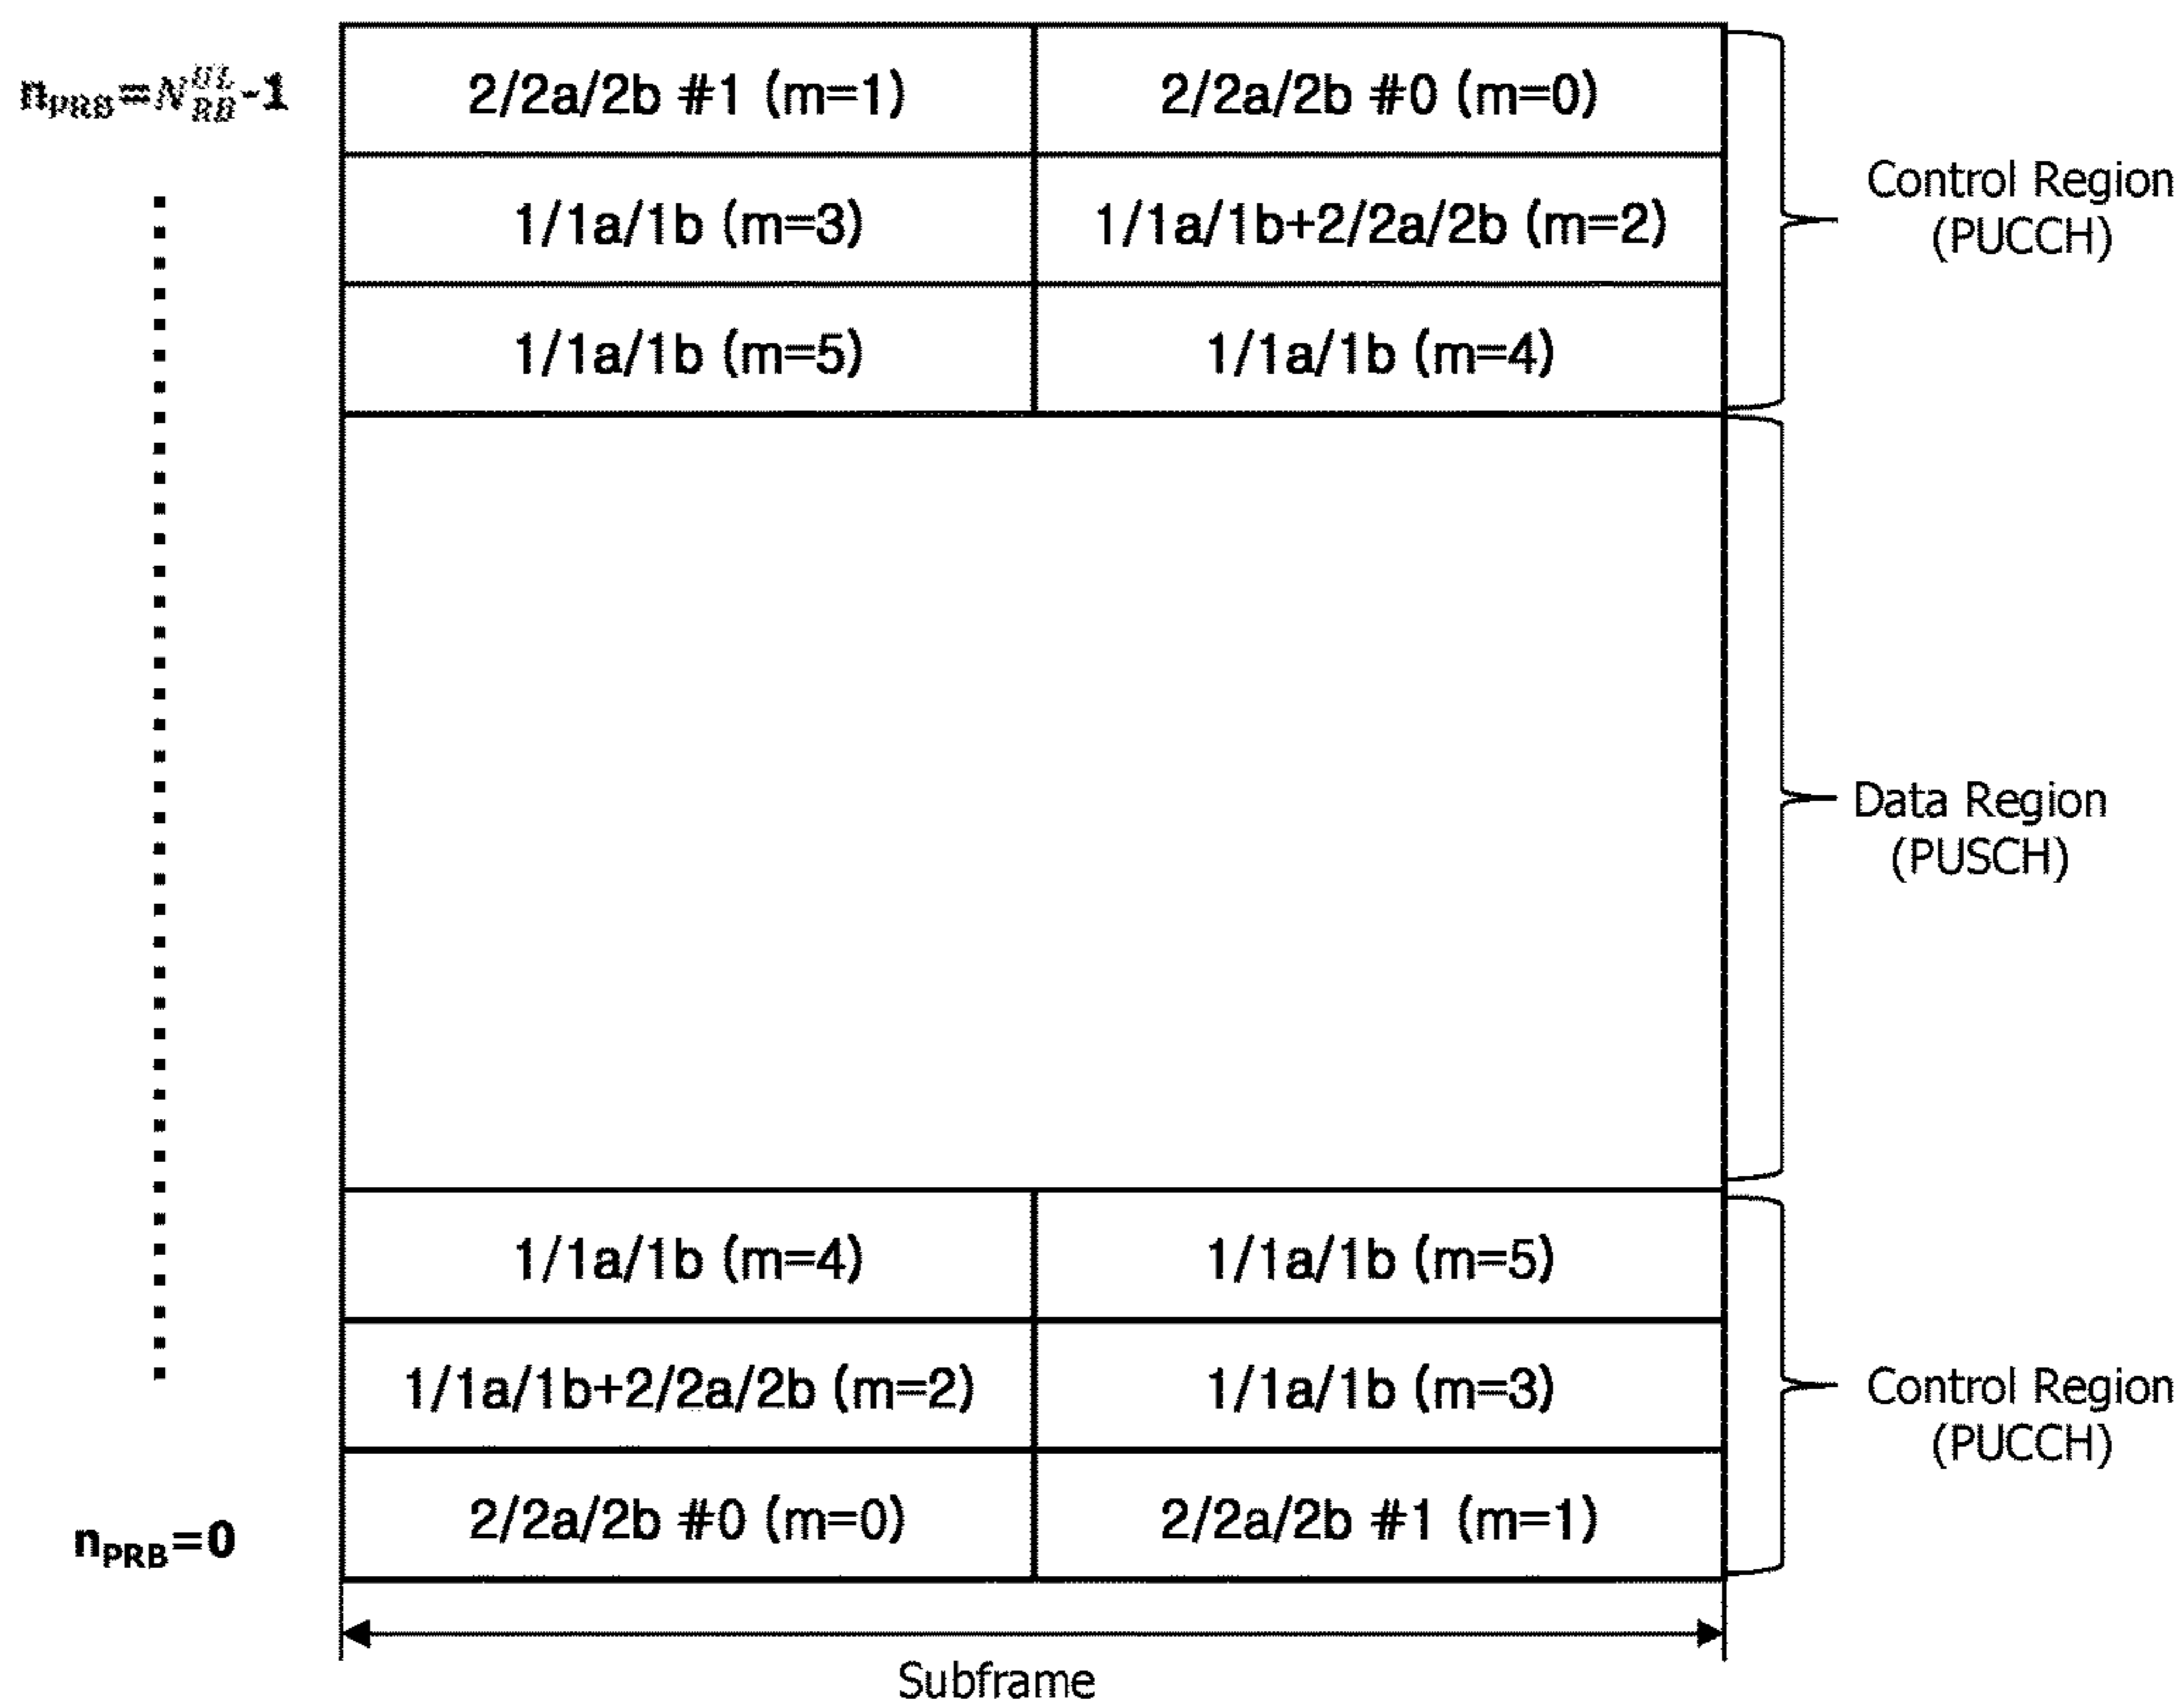 n_PRB=N_RB^UL-1
2/2a/2b #1 (m=1)
2/2a/2b #0 (m=0)
1/1a/1b (m=3)
1/1a/1b+2/2a/2b (m=2)
1/1a/1b (m=5)
1/1a/1b (m=4)
Control Region
(PUCCH)
Data Region
(PUSCH)
1/1a/1b (m=4)
1/1a/1b (m=5)
1/1a/1b+2/2a/2b (m=2)
1/1a/1b (m=3)
Control Region
(PUCCH)
n_PRB=0
2/2a/2b #0 (m=0)
2/2a/2b #1 (m=1)
Subframe